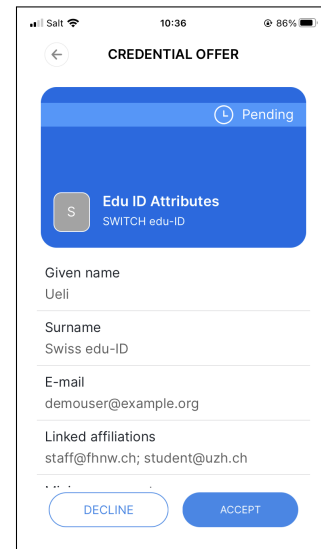 Salt
10:36
86%
CREDENTIAL OFFER
Pending
S
Edu ID Attributes
SWITCH edu-ID
Given name
Ueli
Surname
Swiss edu-ID
E-mail
demouser@example.org
Linked affiliations
staff@fhnw.ch; student@uzh.ch
DECLINE
ACCEPT